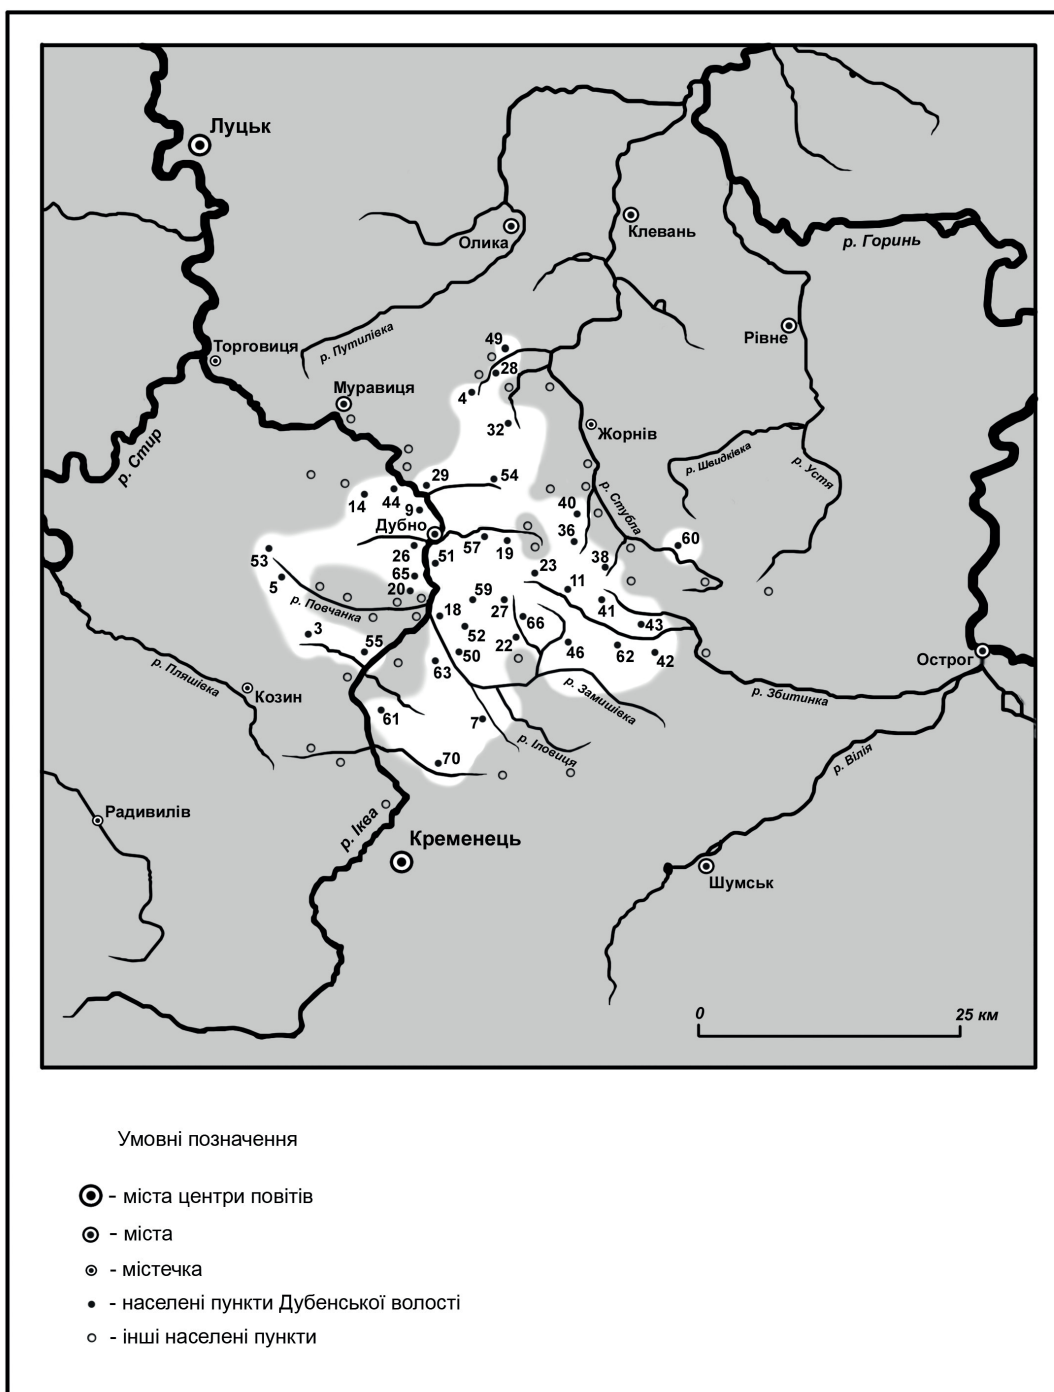 Луцьк
Олика
Клевань
р. Горинь
Рівне
Торговиця
р. Путилівка
Муравиця
49
28
4
32
Жорнів
р. Стир
р. Швидківка
р. Устя
р. Стубла
29
54
14
44
9
40
Дубно
36
60
53
26
51
57
19
38
5
65
20
23
11
р. Повчанка
59
18
27
41
3
52
66
43
55
50
22
46
62
42
63
Острог
р. Пляшівка
Козин
р. Замишівка
р. Збитинка
61
7
р. Іловиця
70
р. Вілія
Радивилів
р. Іква
Кременець
Шумськ
0
25 км
Умовні позначення
- міста центри повітів
- міста
- містечка
- населені пункти Дубенської волості
- інші населені пункти